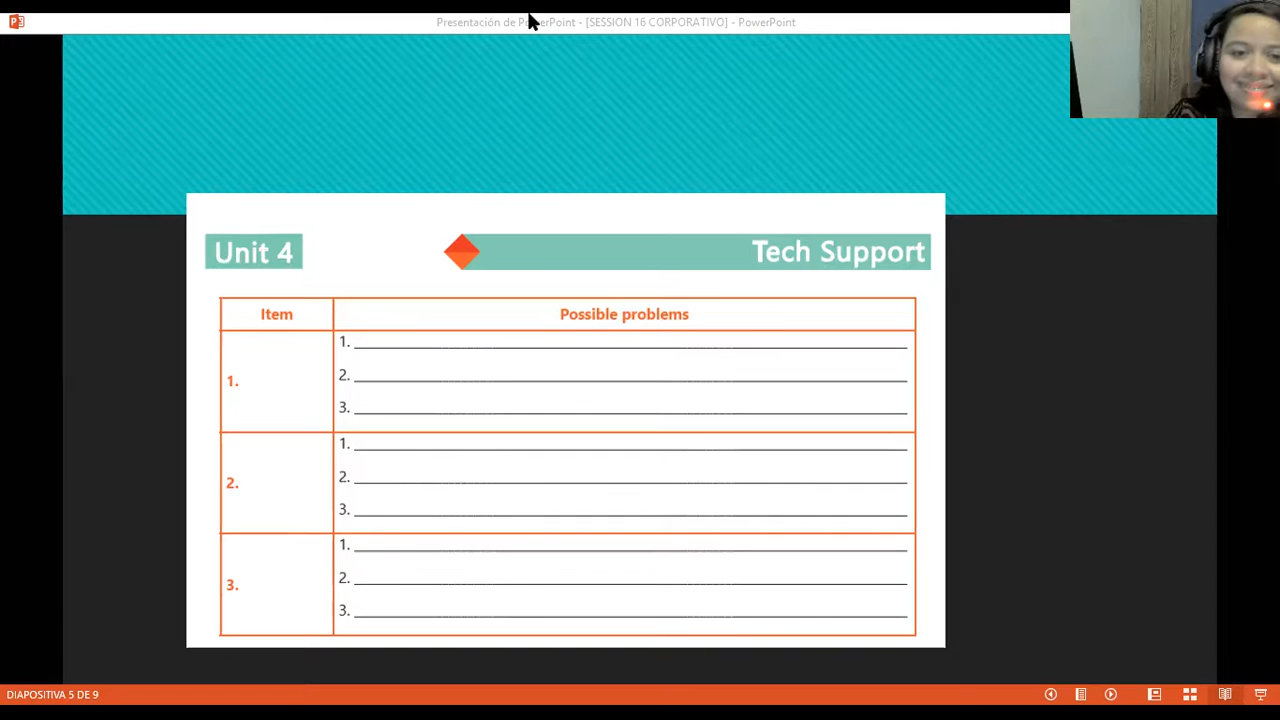 Presentación de PowerPoint - [SESSION 16 CORPORATIVO] - PowerPoint
Unit 4
Tech Support
Item
Possible problems
1.
1.
2.
3.
2.
1.
2.
3.
3.
1.
2.
3.
DIAPOSITIVA 5 DE 9